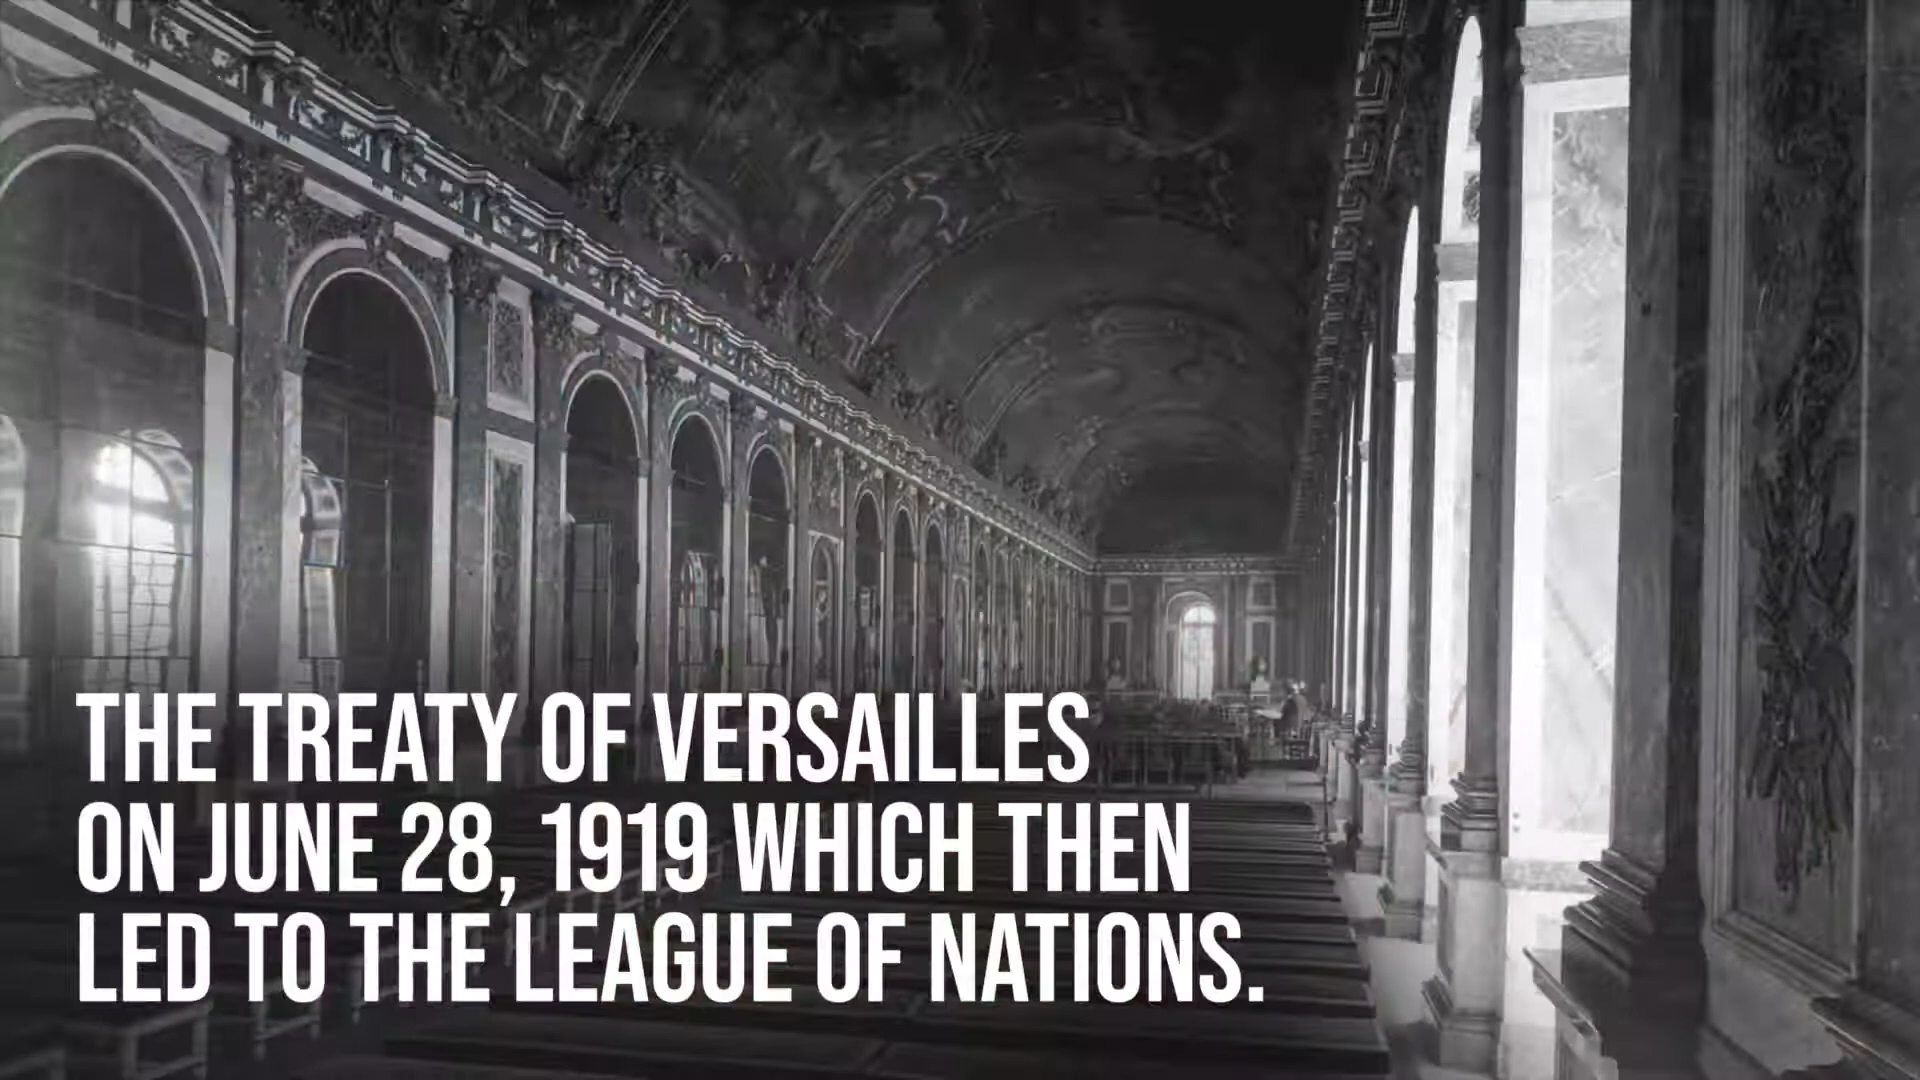 THE TREATY OF VERSAILLES
ON JUNE 28, 1919 WHICH THEN
LED TO THE LEAGUE OF NATIONS.